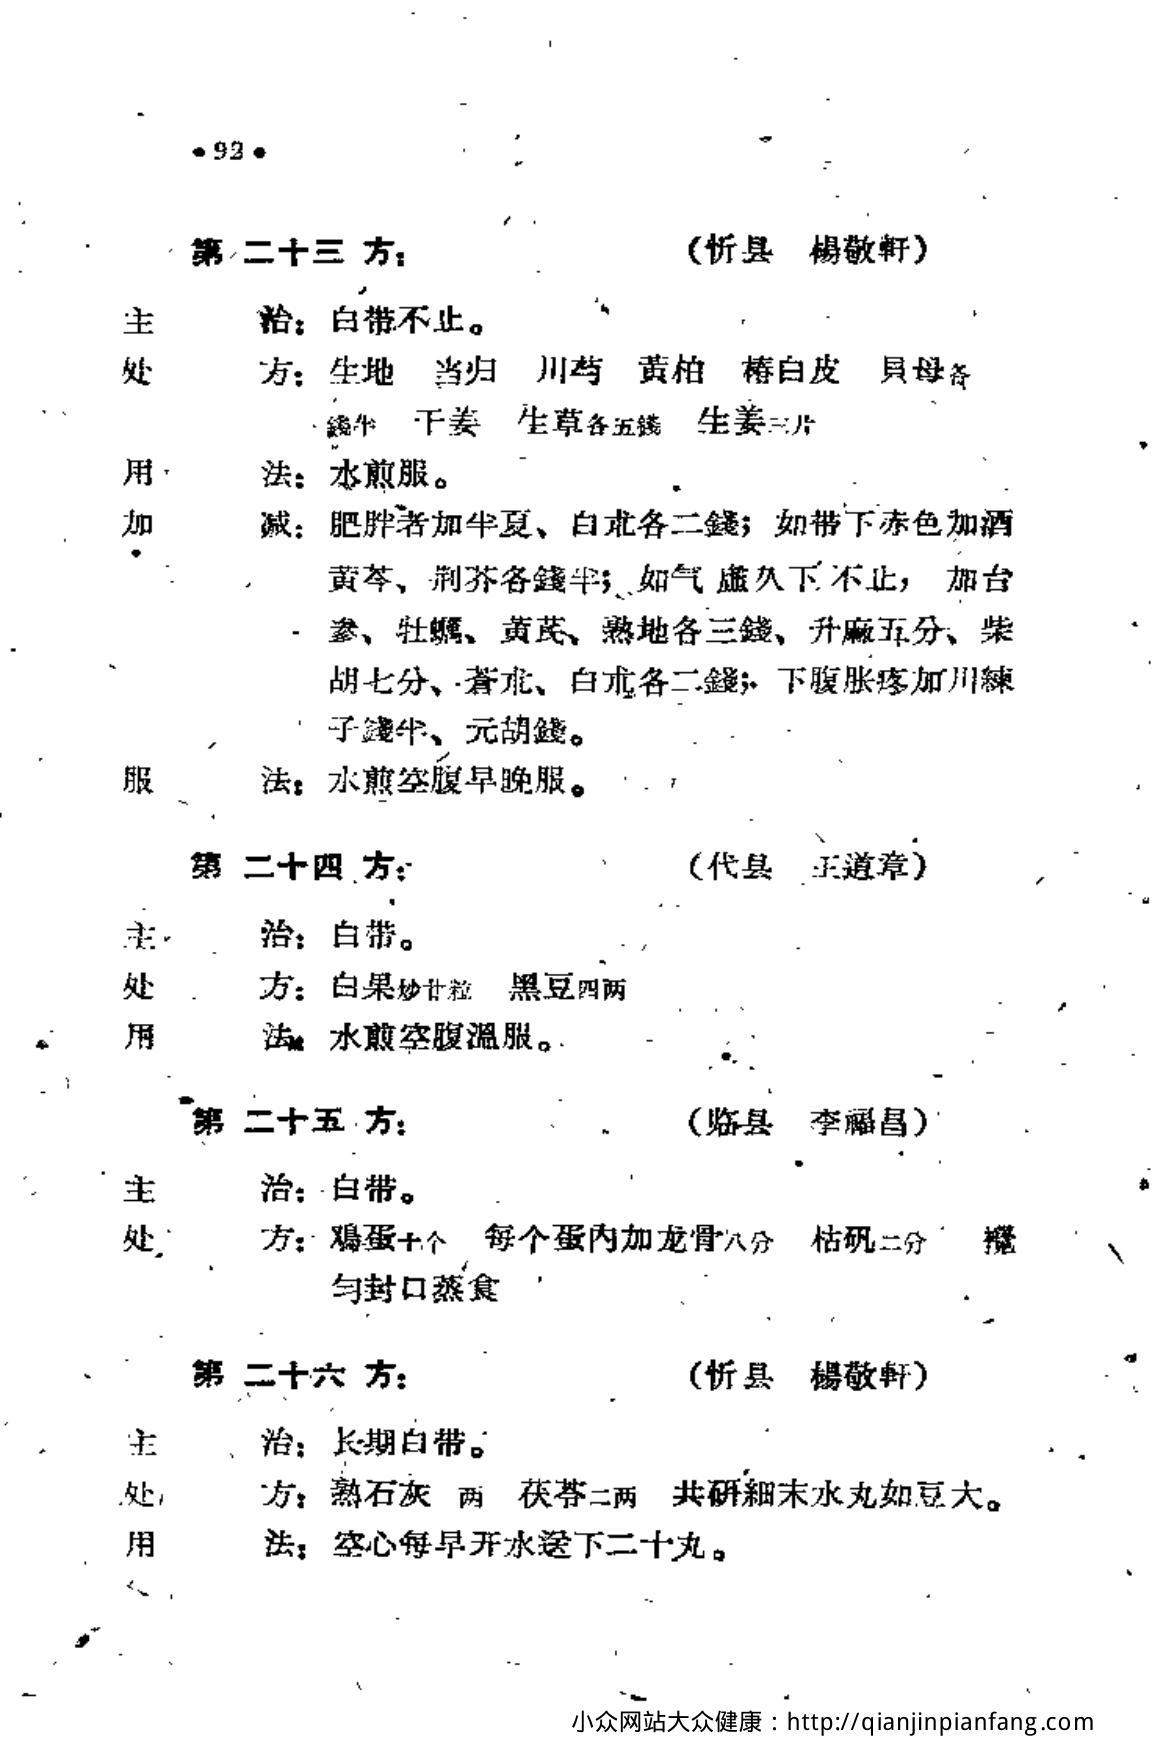 •92•
第二十三方：（忻县 楊敬軒）
主 治：白带不止。
处 方：生地 当归 川芎 黃柏 椿白皮 貝母各
錢半 干姜 生草各五錢 生姜三片
用 法：水煎服。
加 减：肥胖者加半夏、白朮各二錢；如带下赤色加酒
黄芩、荆芥各錢半；如气虛久下不止，加台
參、牡蠣、黄芪、熟地各三錢、升麻五分、柴
胡七分、蒼朮、白朮各二錢；下腹胀疼加川練
子錢半、元胡錢。
服 法：水煎空腹早晚服。
第二十四方：（代县 王道章）
主 治：白带。
处 方：白果炒廿粒 黑豆四两
用 法：水煎空腹溫服。
第二十五方：（临县 李福昌）
主 治：白带。
处 方：鷄蛋十个 每个蛋内加龙骨八分 枯矾二分 攪
匀封口蒸食
第二十六方：（忻县 楊敬軒）
主 治：长期白带。
处 方：熟石灰 两 茯苓二两 共研細末水丸如豆大。
用 法：空心每早开水送下二十丸。
小众网站大众健康：http://qianjinpianfang.com